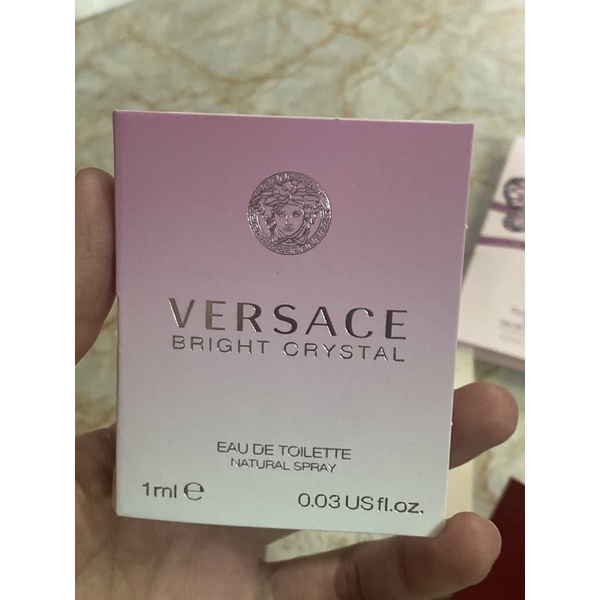 VERSACE
BRIGHT CRYSTAL
EAU DE TOILETTE
NATURAL SPRAY
1ml ℮
0.03 US fl.oz.